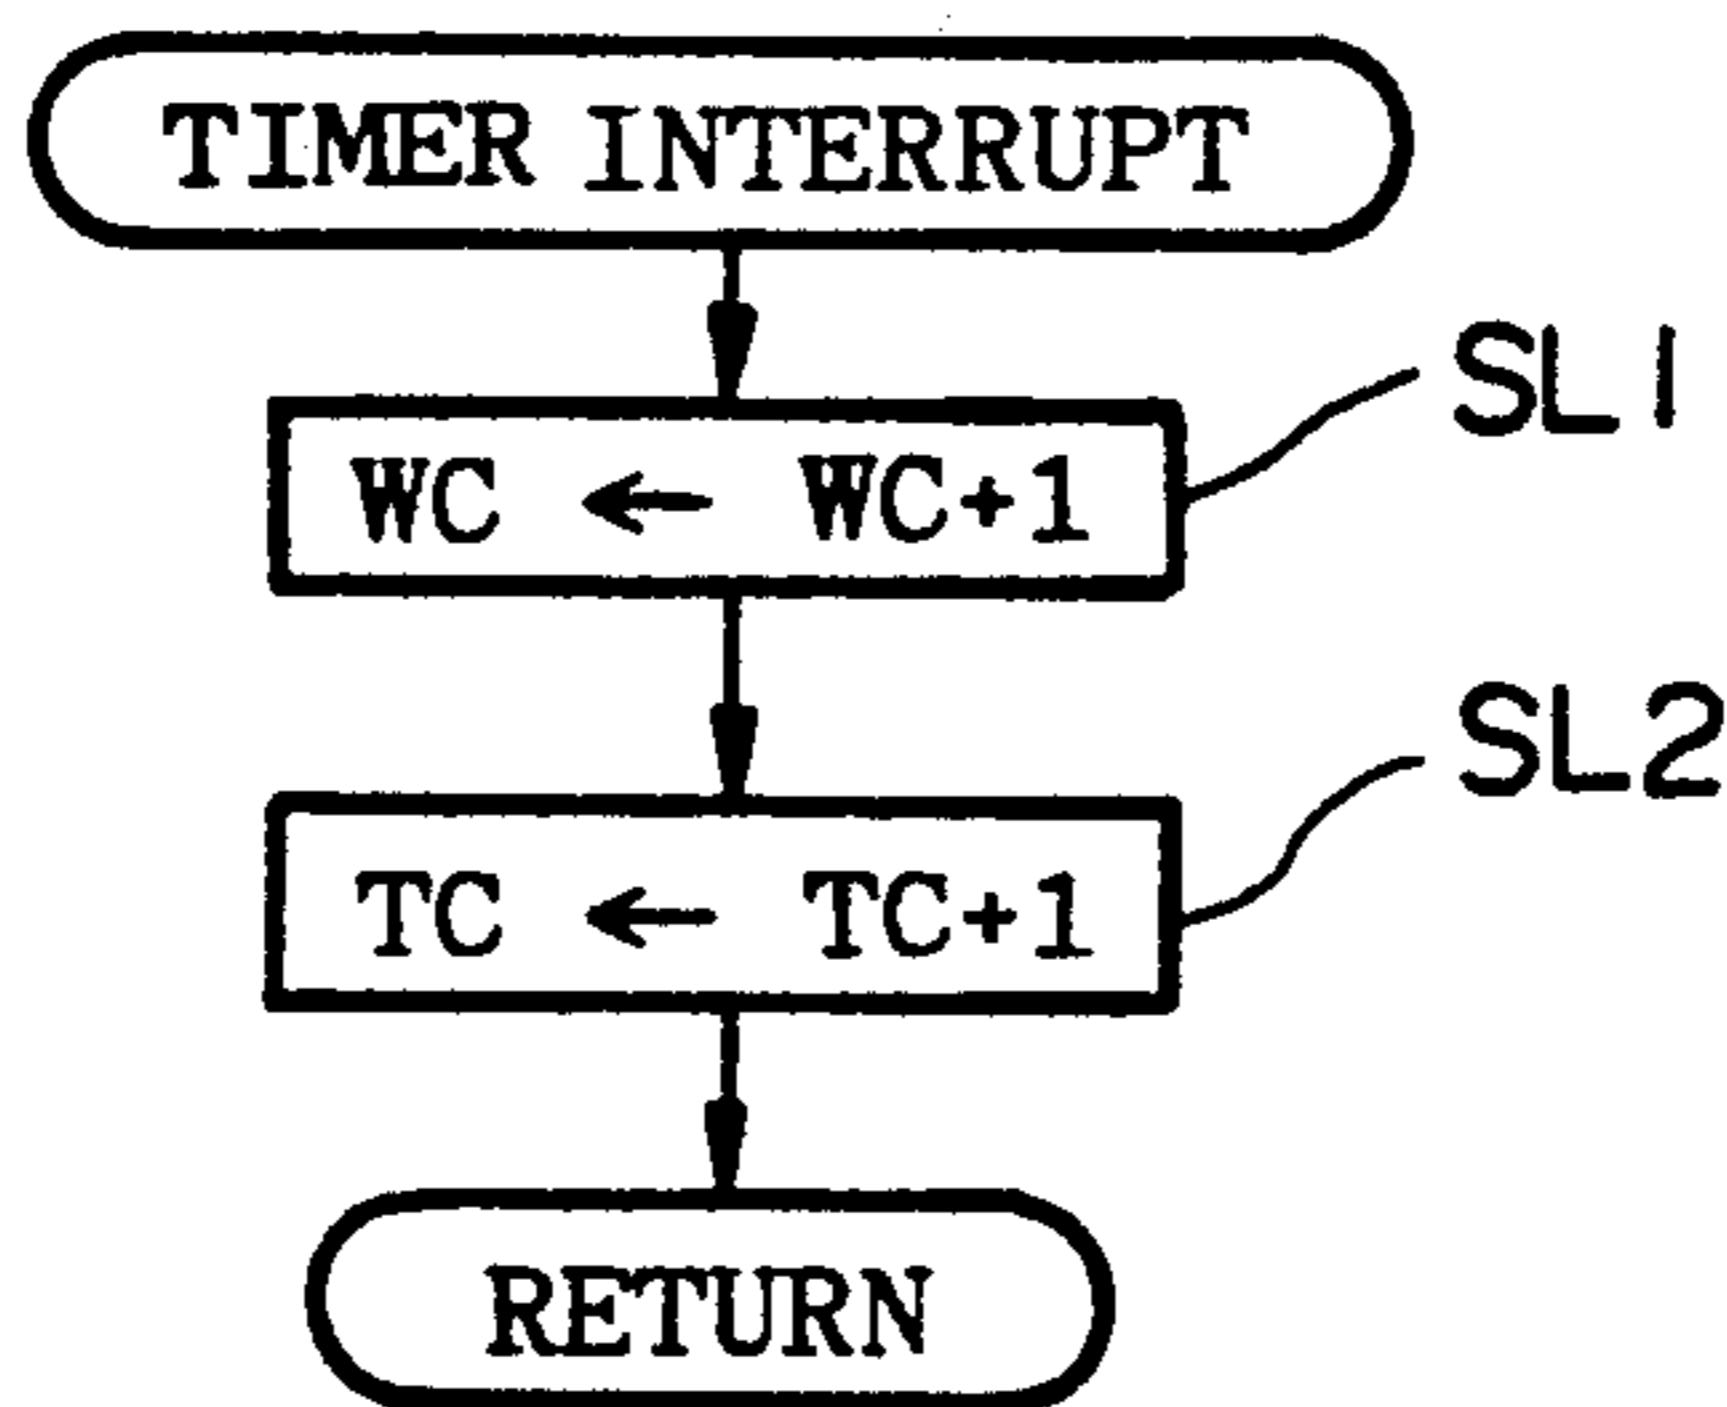 TIMER INTERRUPT
SL1
WC ← WC+1
SL2
TC ← TC+1
RETURN